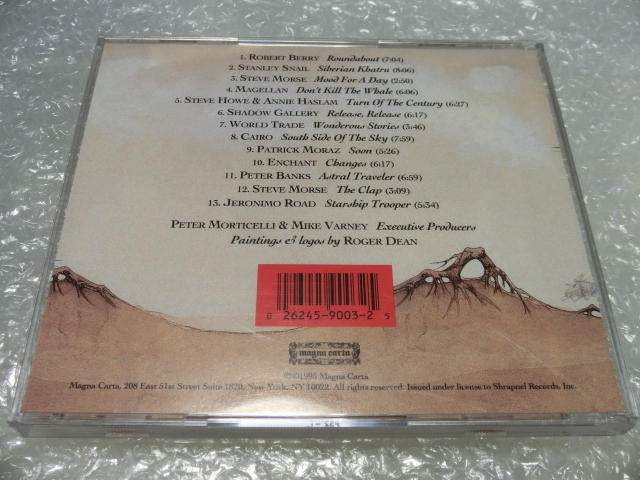 1. ROBERT BERRY Roundabout (7:04)
2. STANLEY SNAIL Siberian Khatru (8:06)
3. STEVE MORSE Mood For A Day (2:50)
4. MAGELLAN Don't Kill The Whale (6:06)
5. STEVE HOWE & ANNIE HASLAM Turn Of The Century (6:27)
6. SHADOW GALLERY Release, Release (6:17)
7. WORLD TRADE Wonderous Stories (3:46)
8. CAIRO South Side Of The Sky (7:59)
9. PATRICK MORAZ Soon (5:26)
10. ENCHANT Changes (6:17)
11. PETER BANKS Astral Traveler (6:59)
12. STEVE MORSE The Clap (3:09)
13. JERONIMO ROAD Starship Trooper (5:34)
PETER MORTICELLI & MIKE VARNEY Executive Producers
Paintings & logos by ROGER DEAN
0 26245-9003-2 5
magna carta
℗©1995 Magna Carta
Magna Carta, 208 East 51st Street Suite 1820, New York, NY 10022. All rights reserved. Issued under license to Shrapnel Records, Inc.